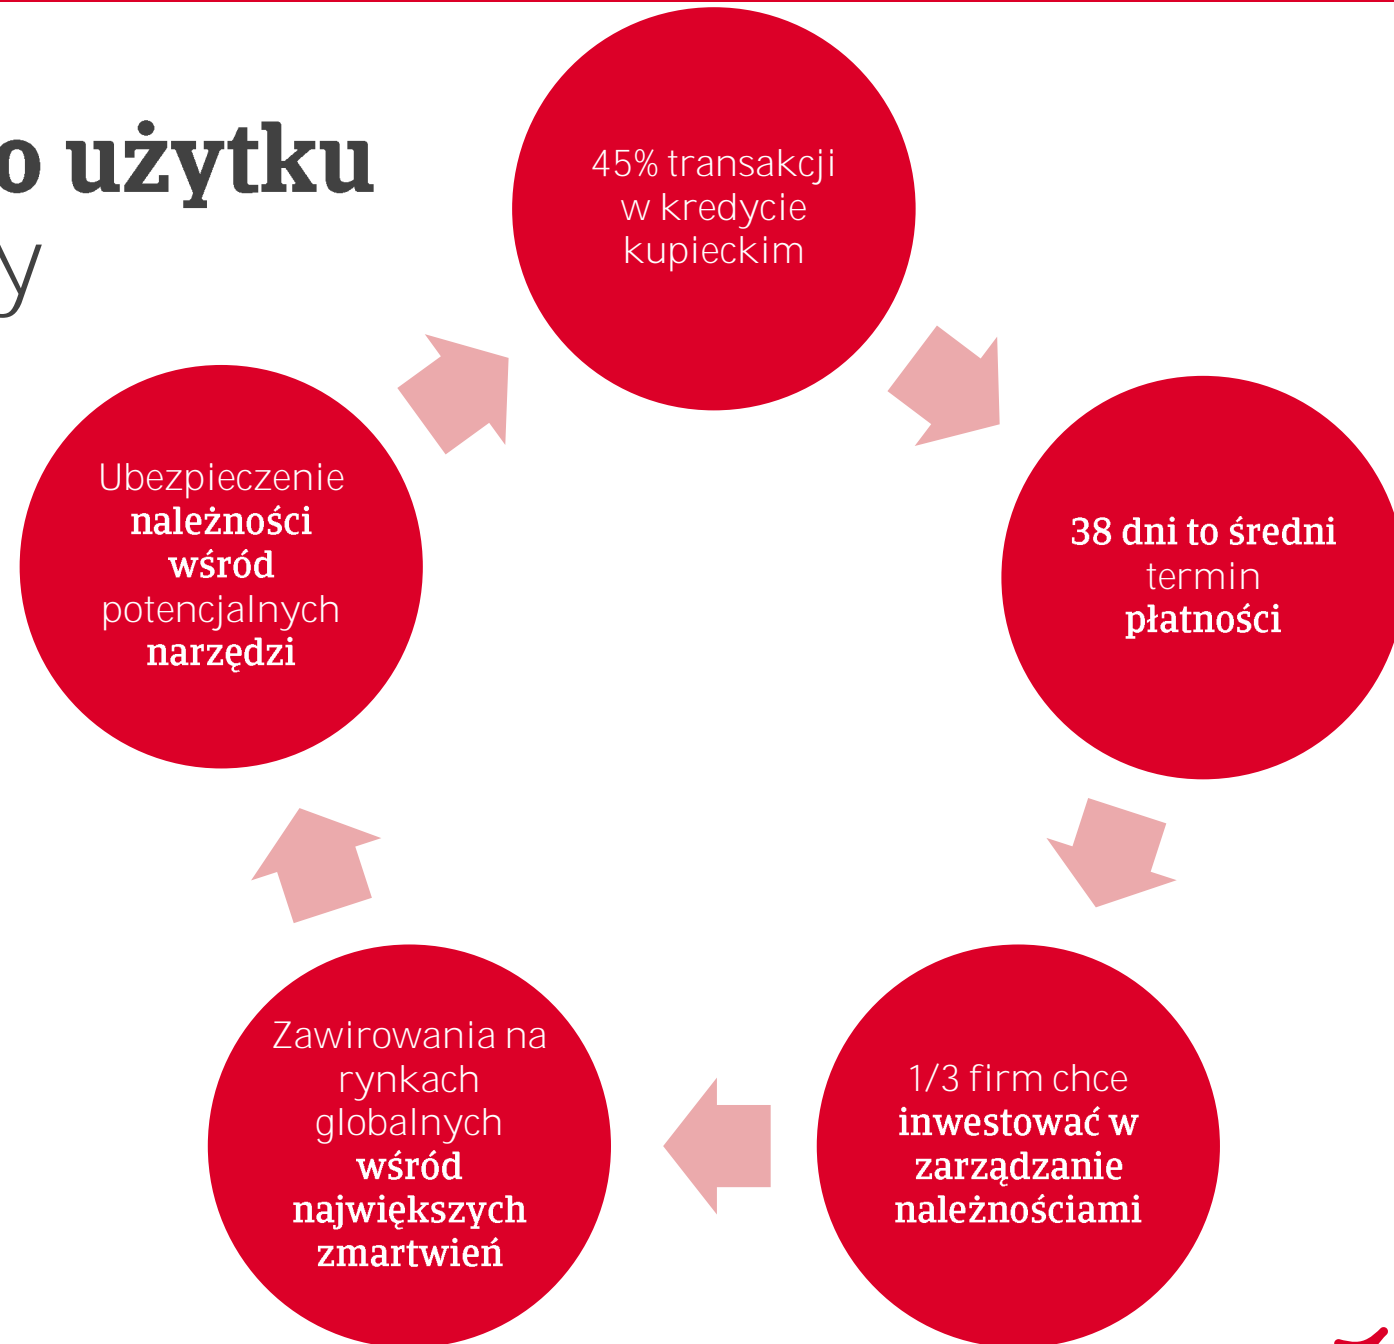 o użytku
y
45% transakcji
w kredycie
kupieckim
38 dni to średni
termin
płatności
1/3 firm chce
inwestować w
zarządzanie
należnościami
Zawirowania na
rynkach
globalnych
wśród
największych
zmartwień
Ubezpieczenie
należności
wśród
potencjalnych
narzędzi